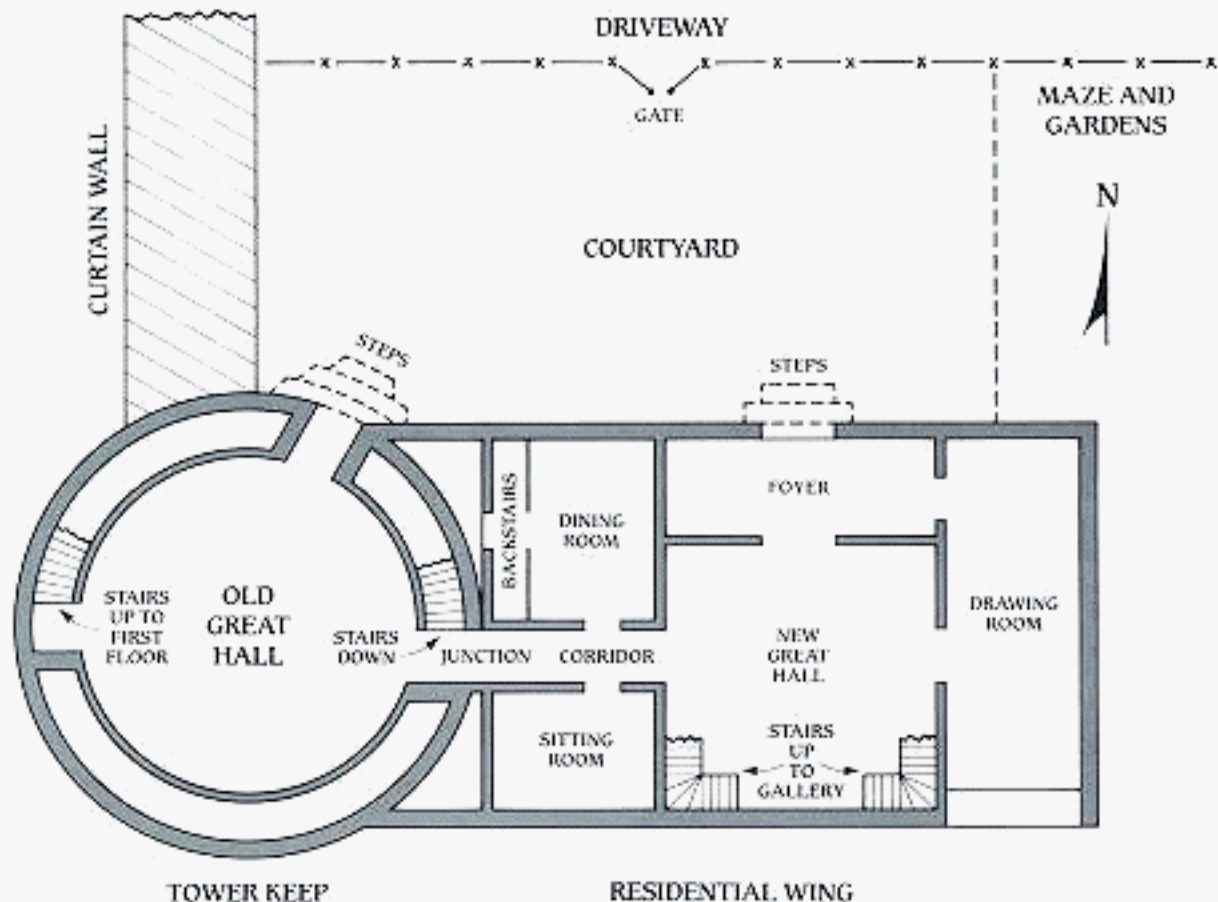 DRIVEWAY
GATE
MAZE AND
GARDENS
N
CURTAIN WALL
COURTYARD
STEPS
STEPS
BACKSTAIRS
DINING
ROOM
FOYER
STAIRS
UP TO
FIRST
FLOOR
OLD
GREAT
HALL
STAIRS
DOWN
JUNCTION
CORRIDOR
NEW
GREAT
HALL
DRAWING
ROOM
SITTING
ROOM
STAIRS
UP
TO
GALLERY
TOWER KEEP
RESIDENTIAL WING